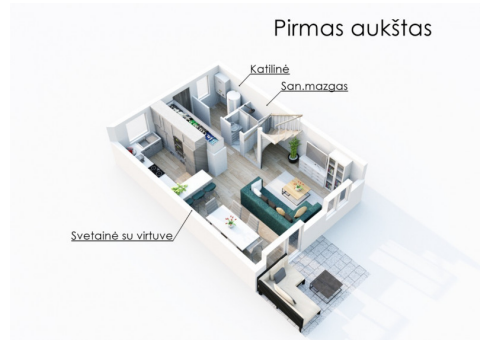 Pirmas aukštas
Katilinė
San.mazgas
Svetainė su virtuve